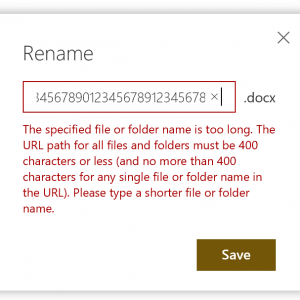 Rename
34567890123456789123456​78
.docx
The specified file or folder name is too long. The
URL path for all files and folders must be 400
characters or less (and no more than 400
characters for any single file or folder name in
the URL). Please type a shorter file or folder
name.
Save